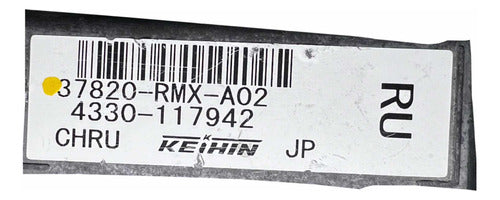 37820-RMX-A02
4330-117942
CHRU KEIHIN JP
RU